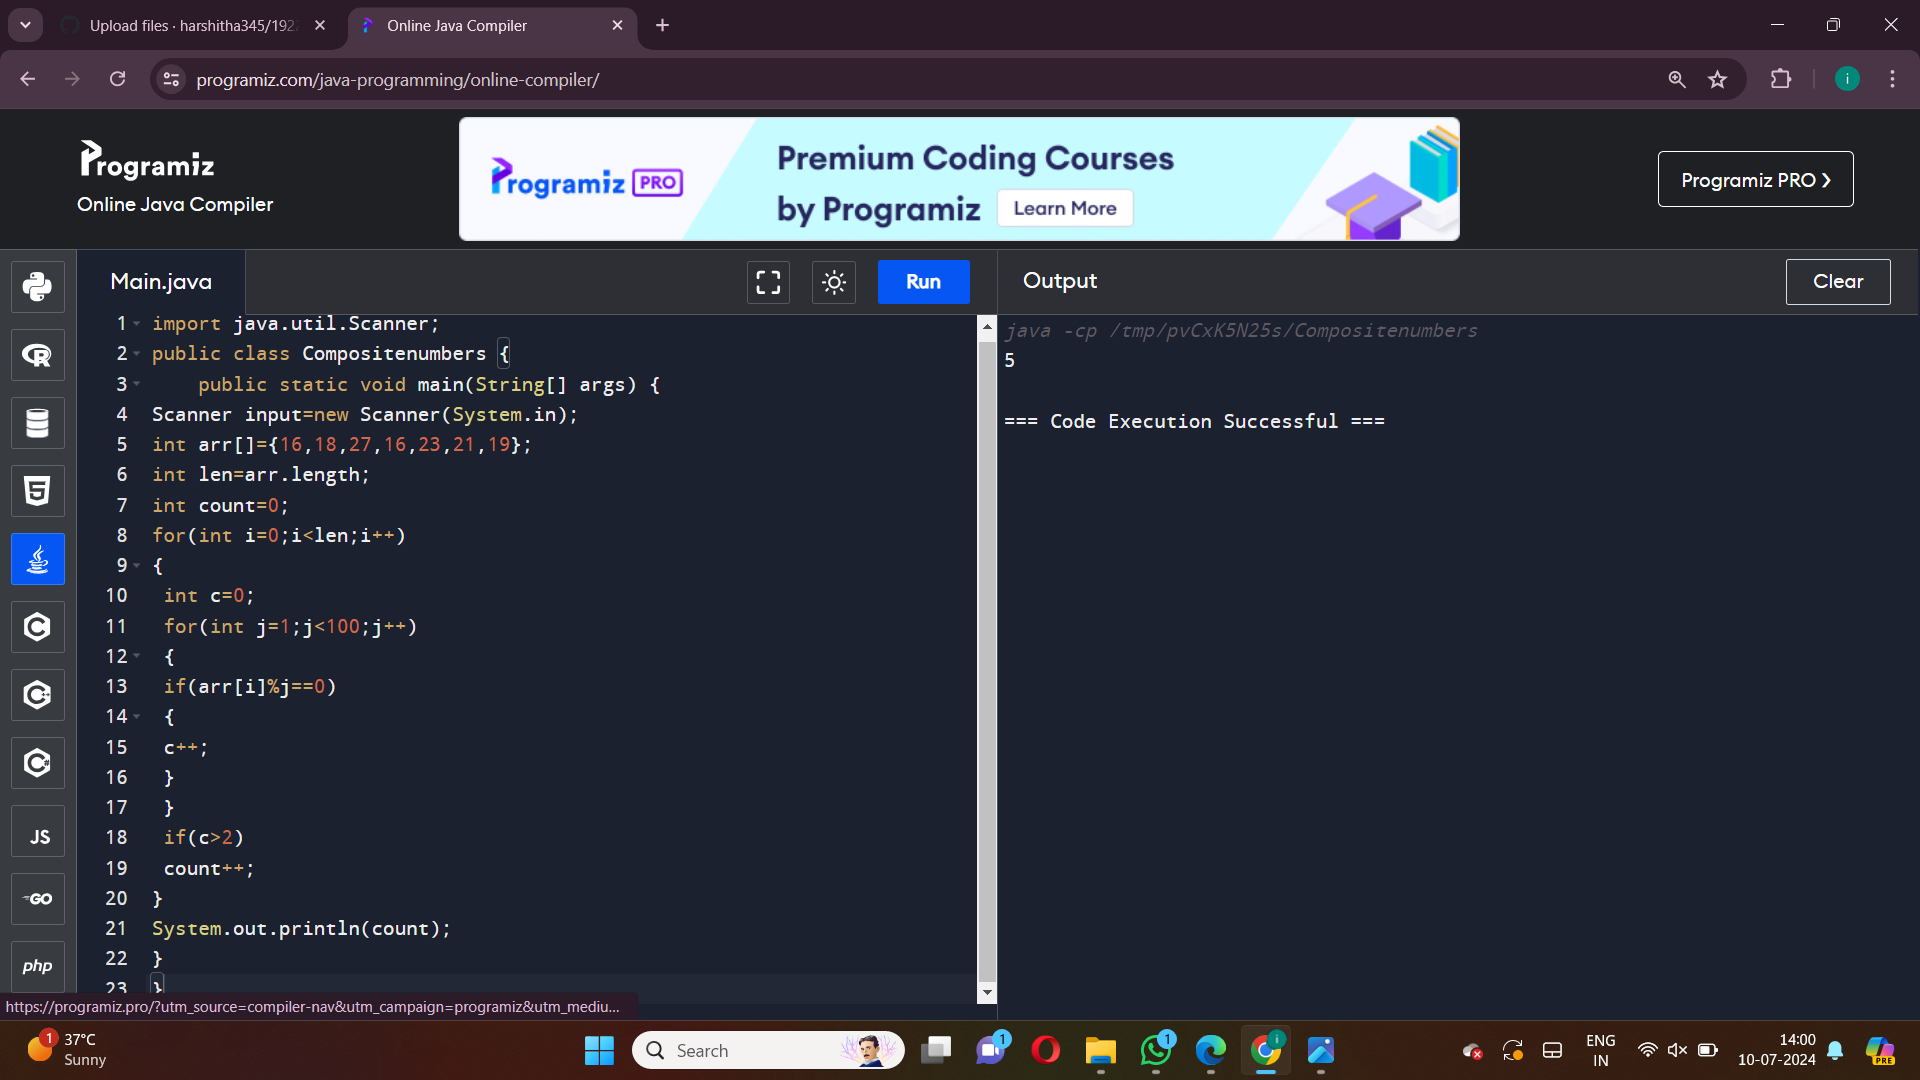 Upload files · harshitha345/192
Online Java Compiler
programiz.com/java-programming/online-compiler/
i
Programiz
Online Java Compiler
Programiz PRO
Premium Coding Courses
by Programiz
Learn More
Programiz PRO ❯
Main.java
Run
Output
Clear
1 import java.util.Scanner;
2 public class Compositenumbers {
3 public static void main(String[] args) {
4 Scanner input=new Scanner(System.in);
5 int arr[]={16,18,27,16,23,21,19};
6 int len=arr.length;
7 int count=0;
8 for(int i=0;i<len;i++)
9 {
10 int c=0;
11 for(int j=1;j<100;j++)
12 {
13 if(arr[i]%j==0)
14 {
15 c++;
16 }
17 }
18 if(c>2)
19 count++;
20 }
21 System.out.println(count);
22 }
23 }
java -cp /tmp/pvCxK5N25s/Compositenumbers
5
=== Code Execution Successful ===
JS
GO
php
https://programiz.pro/?utm_source=compiler-nav&utm_campaign=programiz&utm_mediu...
1
37°C
Sunny
Search
1
1
i
ENG
IN
14:00
10-07-2024
PRE